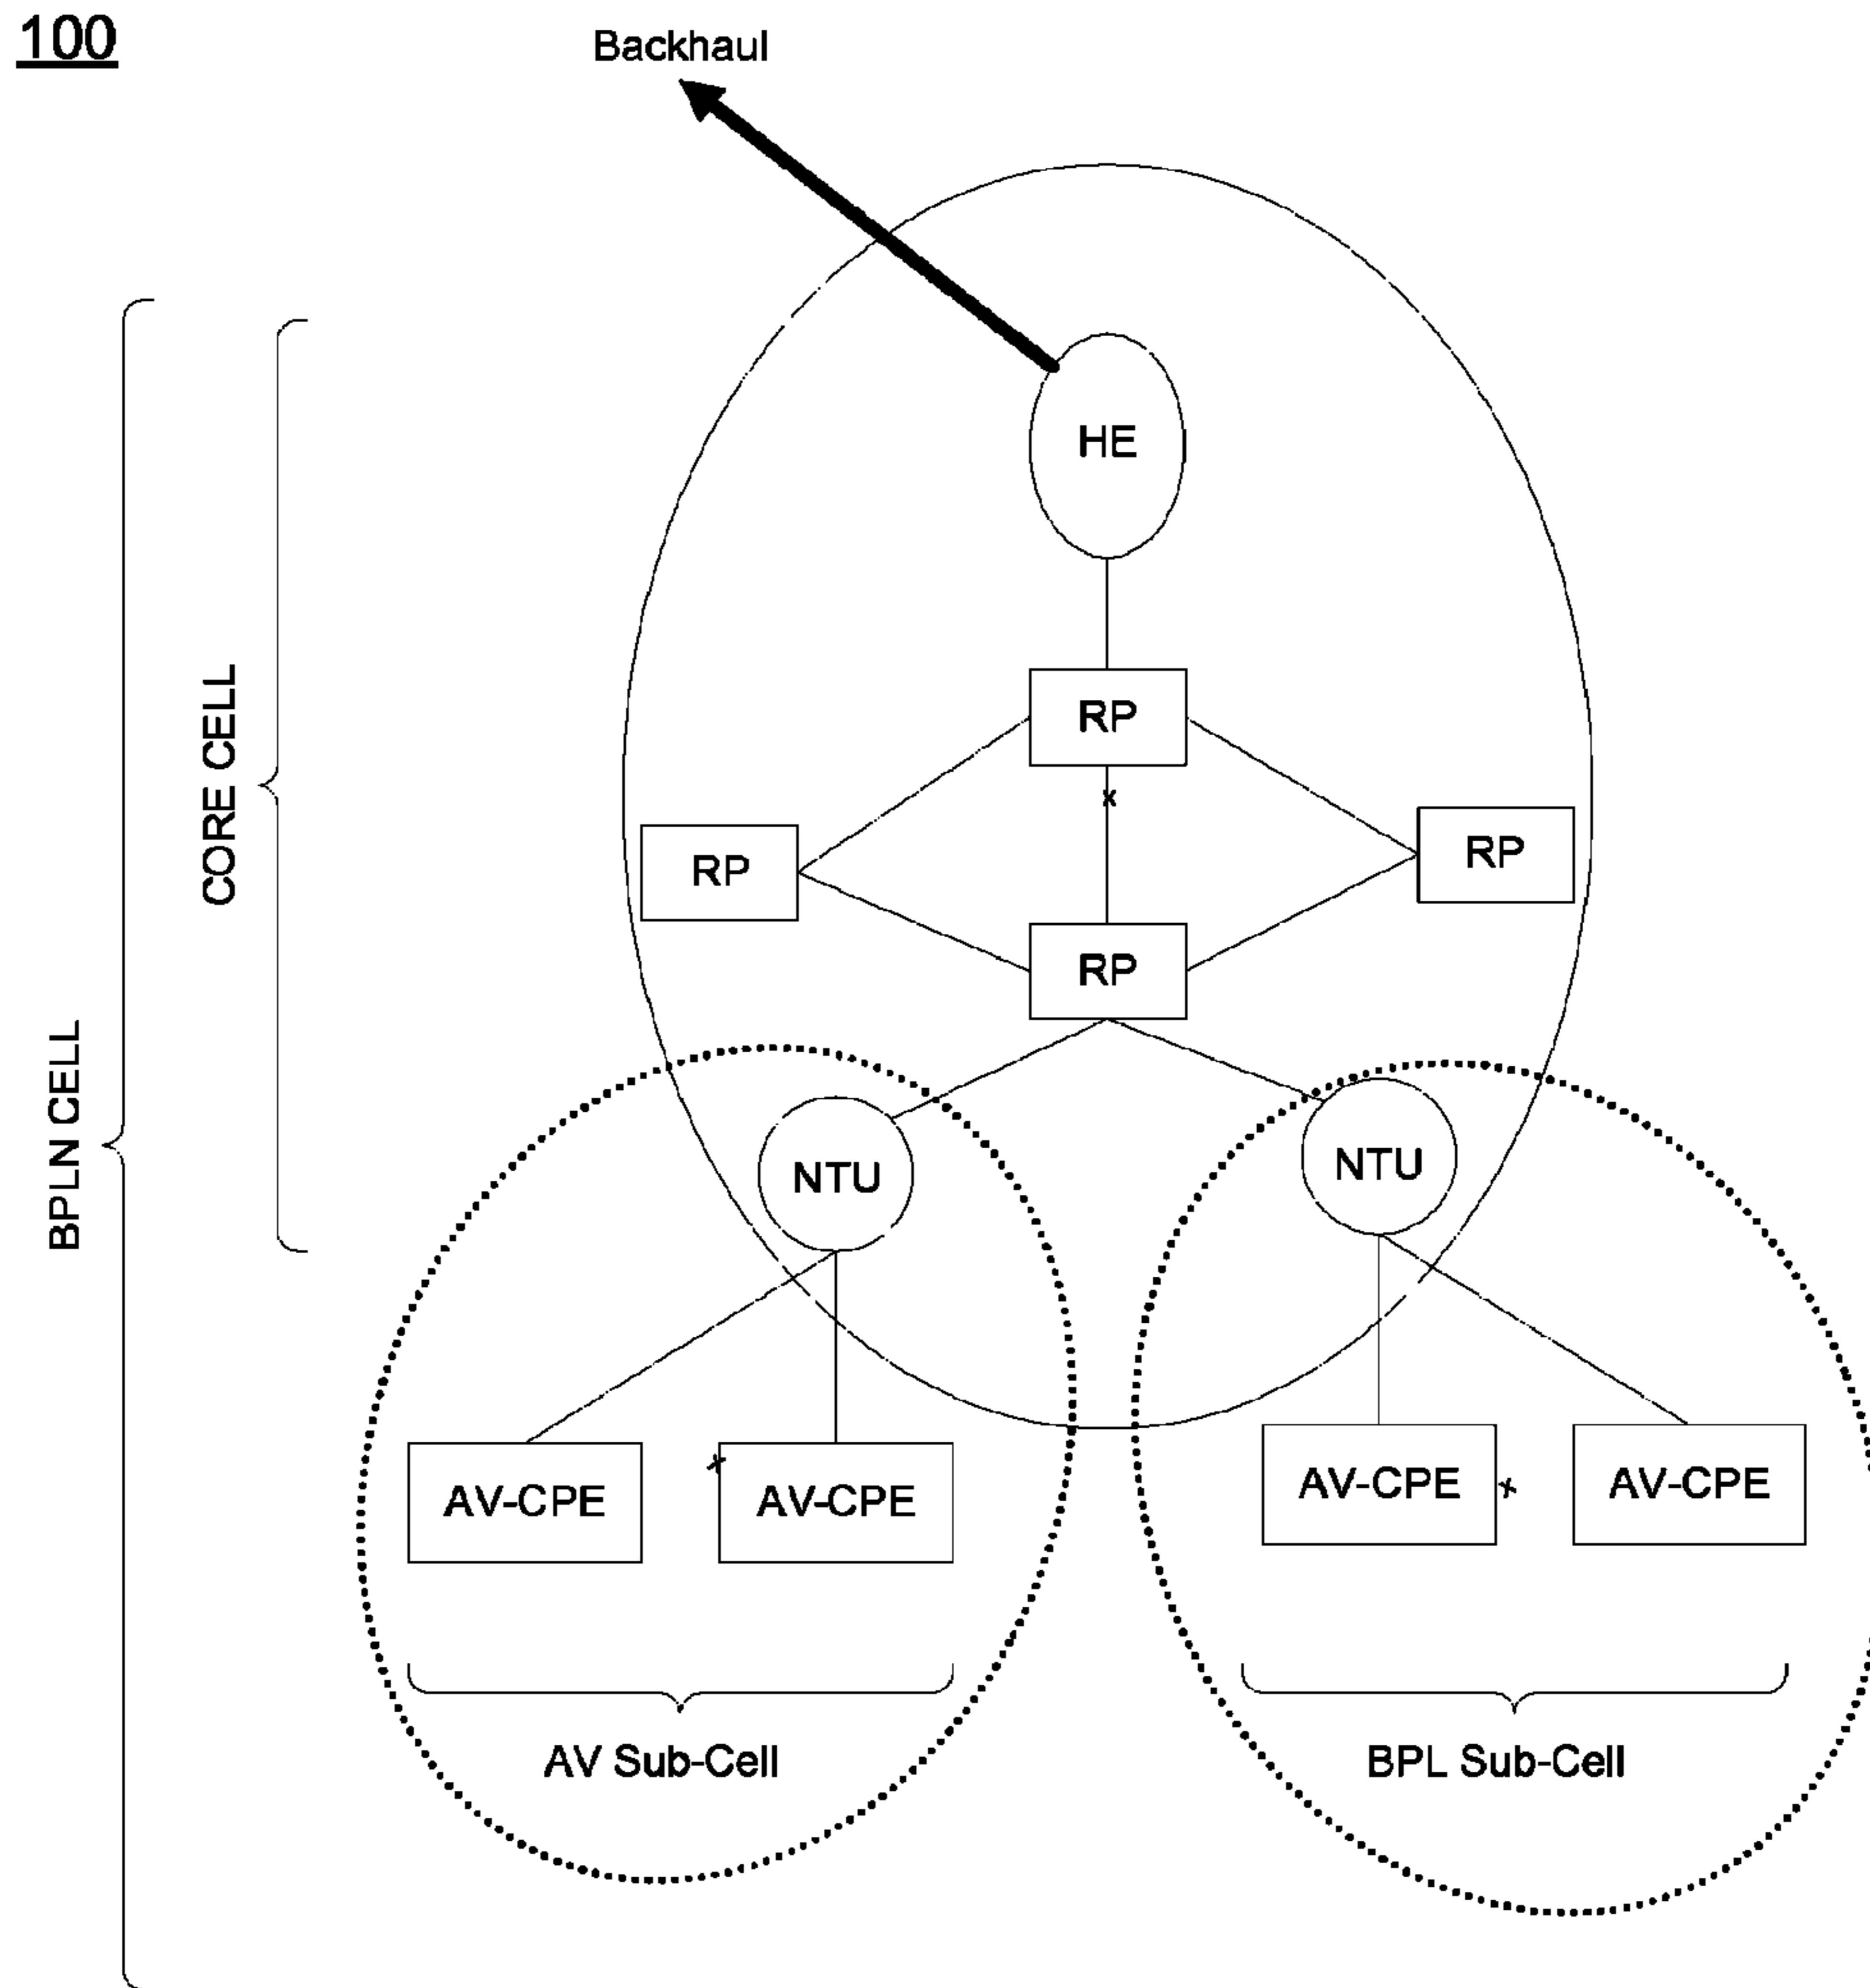 100
Backhaul
HE
RP
x
RP
RP
RP
CORE CELL
BPLN CELL
NTU
NTU
AV-CPE
x
AV-CPE
AV-CPE
x
AV-CPE
AV Sub-Cell
BPL Sub-Cell